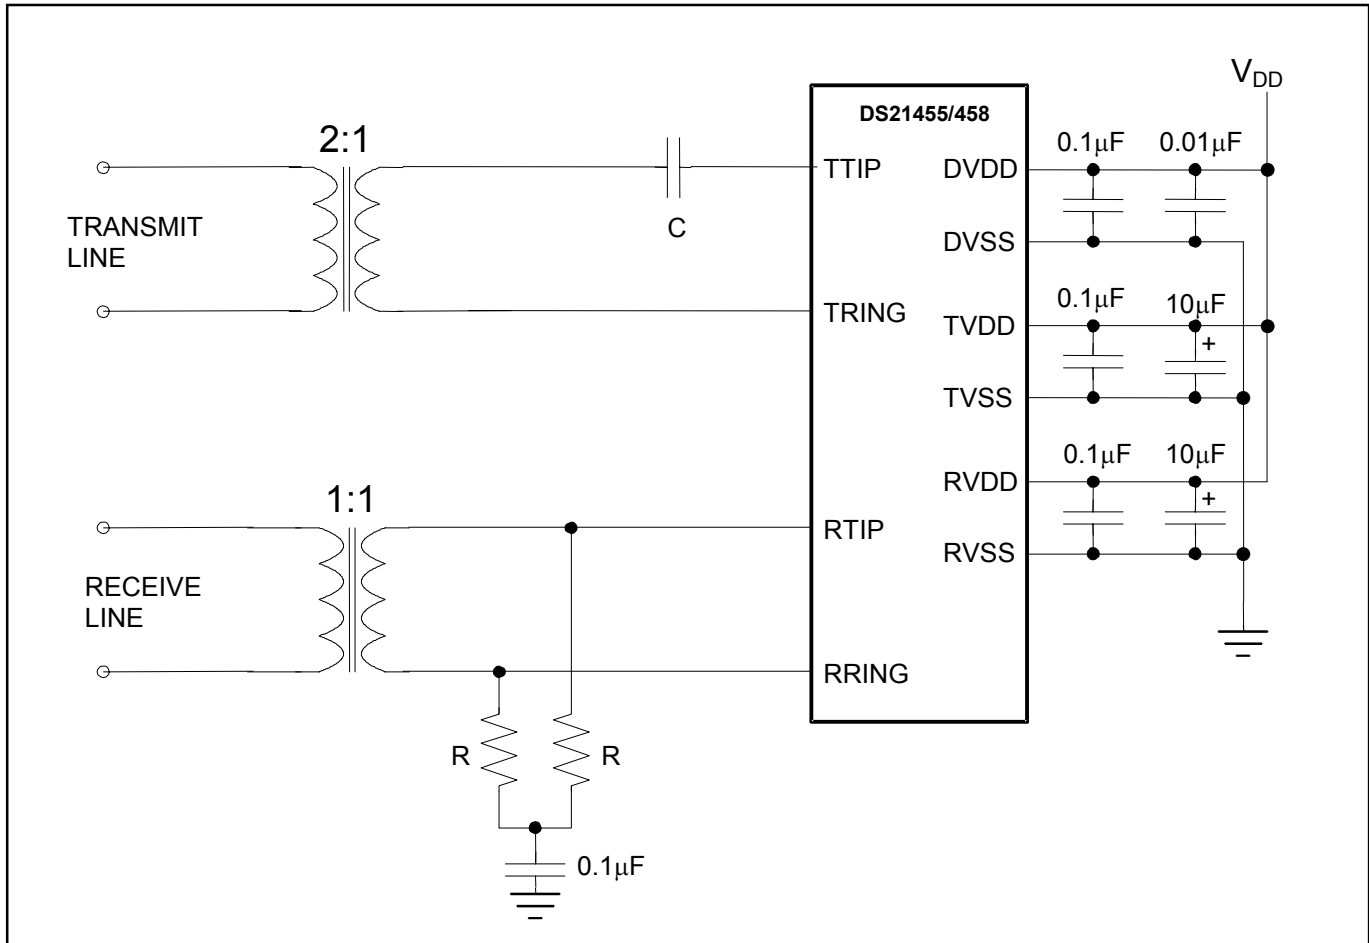 V_DD
DS21455/458
2:1
0.1μF 0.01μF
TTIP DVDD
TRANSMIT
LINE
C
DVSS
0.1μF 10μF
TRING TVDD
+
TVSS
0.1μF 10μF
RVDD
1:1
+
RTIP
RVSS
RECEIVE
LINE
RRING
R R
0.1μF